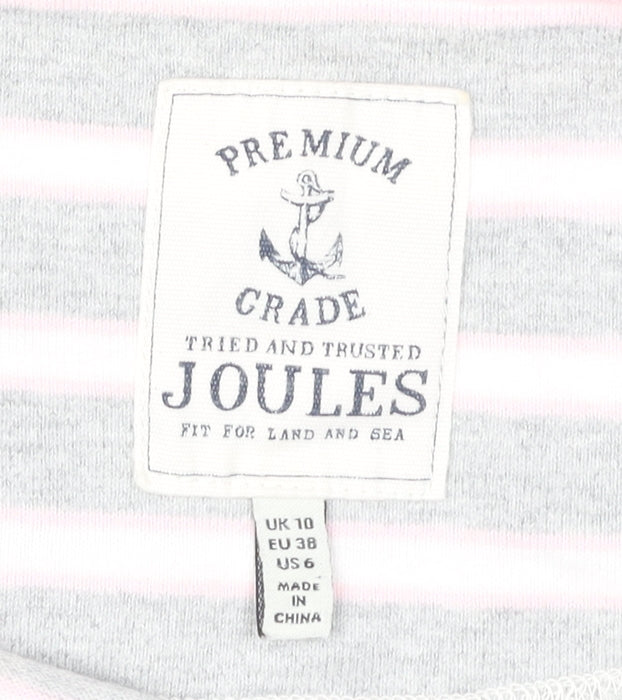 PREMIUM
GRADE
TRIED AND TRUSTED
JOULES
FIT FOR LAND AND SEA
UK 10
EU 38
US 6
MADE
IN
CHINA